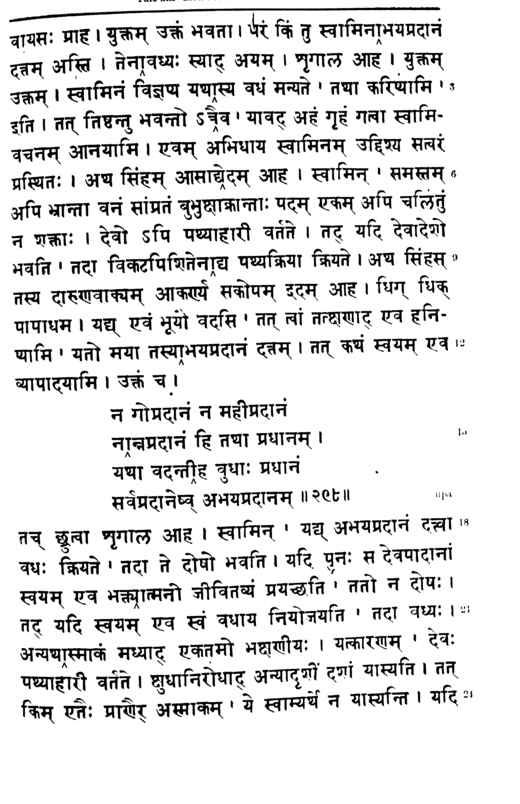 वायसः प्राह । युक्तम् उक्तं भवता । परं किं तु स्वामिनाभयप्रदानं
दत्तम् अस्ति । तेनावध्यः स्याद् अयम् । शृगाल आह । युक्तम्
उक्तम् । स्वामिनं विज्ञप्य यथास्य वधं मन्यते ' तथा करिष्यामि ' 3
इति । तत् तिष्ठन्तु भवन्तो ऽत्रैव ' यावद् अहं गृहं गत्वा स्वामि-
वचनम् आनयामि । एवम् अभिधाय स्वामिनम् उद्दिश्य सत्वरं
प्रस्थितः । अथ सिंहम् आसाद्येदम् आह । स्वामिन् ' समस्तम् 6
अपि भ्रान्ता वनं सांप्रतं बुभुक्षाक्रान्ताः पदम् एकम् अपि चलितुं
न शक्ताः । देवो ऽपि पथ्याहारी वर्तते । तद् यदि देवादेशो
भवति ' तदा विकटपिशितेनाद्य पथ्यक्रिया क्रियते । अथ सिंहस् 9
तस्य दारुणवाक्यम् आकर्ण्य सकोपम् इदम् आह । धिग् धिक्
पापाधम । यद्य् एवं भूयो वदसि ' तत् त्वां तत्क्षणाद् एव हनि-
ष्यामि ' यतो मया तस्याभयप्रदानं दत्तम् । तत् कथं स्वयम् एव 12
व्यापादयामि । उक्तं च ।
न गोप्रदानं न महीप्रदानं
नान्नप्रदानं हि तथा प्रधानम् । 15
यथा वदन्तीह बुधाः प्रधानं
सर्वप्रदानेष्व् अभयप्रदानम् ॥२९८॥
तच् छ्रुत्वा शृगाल आह । स्वामिन् ' यद्य् अभयप्रदानं दत्त्वा 18
वधः क्रियते ' तदा ते दोषो भवति । यदि पुनः स देवपादानां
स्वयम् एव भक्त्यात्मनो जीवितव्यं प्रयच्छति ' ततो न दोषः ।
तद् यदि स्वयम् एव स्वं वधाय नियोजयति ' तदा वध्यः । 21
अन्यथास्माकं मध्याद् एकतमो भक्षणीयः । यत्कारणम् ' देवः
पथ्याहारी वर्तते । क्षुधानिरोधाद् अन्यादृशीं दशां यास्यति । तत्
किम् एतैः प्राणैर् अस्माकम् ' ये स्वाम्यर्थे न यास्यन्ति । यदि 24